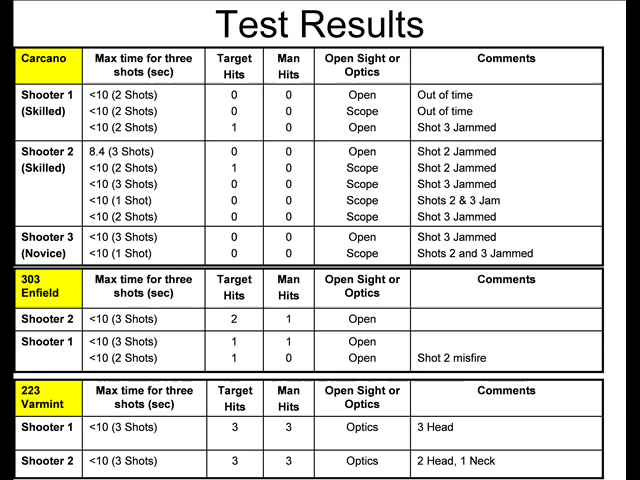 Test Results
Carcano Max time for three shots (sec) Target Hits Man Hits Open Sight or Optics Comments
Shooter 1 (Skilled) <10 (2 Shots) 0 0 Open Out of time
<10 (2 Shots) 0 0 Scope Out of time
<10 (2 Shots) 1 0 Open Shot 3 Jammed
Shooter 2 (Skilled) 8.4 (3 Shots) 0 0 Open Shot 2 Jammed
<10 (2 Shots) 1 0 Scope Shot 2 Jammed
<10 (3 Shots) 0 0 Scope Shot 3 Jammed
<10 (1 Shot) 0 0 Scope Shots 2 & 3 Jam
<10 (2 Shots) 0 0 Scope Shot 3 Jammed
Shooter 3 (Novice) <10 (3 Shots) 0 0 Open Shot 3 Jammed
<10 (1 Shot) 0 0 Scope Shots 2 and 3 Jammed
303 Enfield Max time for three shots (sec) Target Hits Man Hits Open Sight or Optics Comments
Shooter 2 <10 (3 Shots) 2 1 Open
Shooter 1 <10 (3 Shots) 1 1 Open
<10 (2 Shots) 1 0 Open Shot 2 misfire
223 Varmint Max time for three shots (sec) Target Hits Man Hits Open Sight or Optics Comments
Shooter 1 <10 (3 Shots) 3 3 Optics 3 Head
Shooter 2 <10 (3 Shots) 3 3 Optics 2 Head, 1 Neck